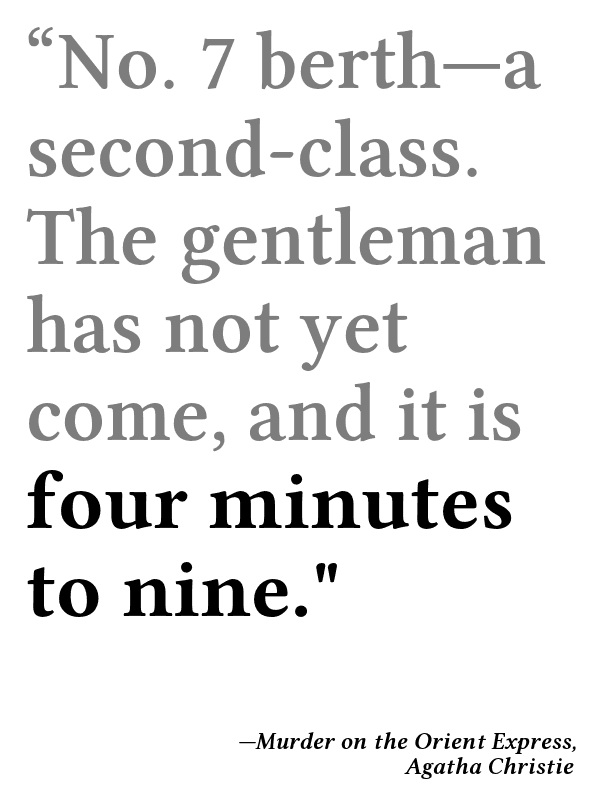 “No. 7 berth—a
second-class.
The gentleman
has not yet
come, and it is
four minutes
to nine."
—Murder on the Orient Express,
Agatha Christie